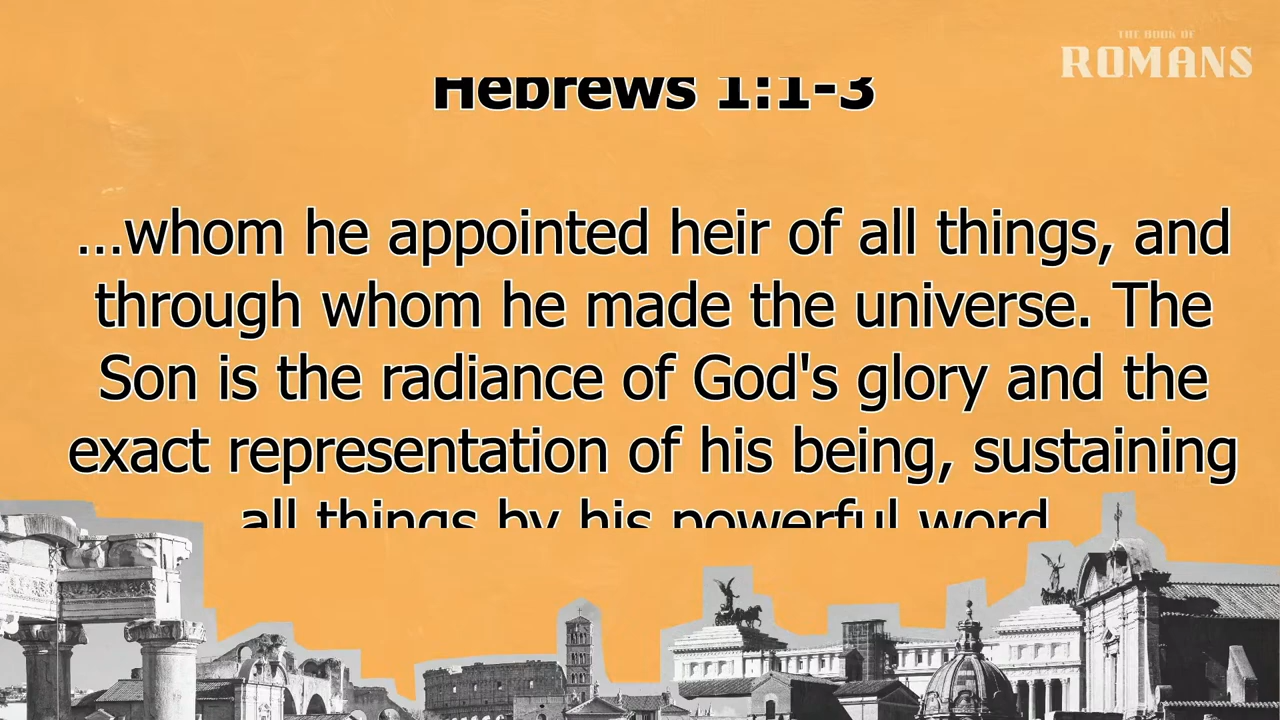 THE BOOK OF
ROMANS
Hebrews 1:1-3
...whom he appointed heir of all things, and
through whom he made the universe. The
Son is the radiance of God's glory and the
exact representation of his being, sustaining
all things by his powerful word